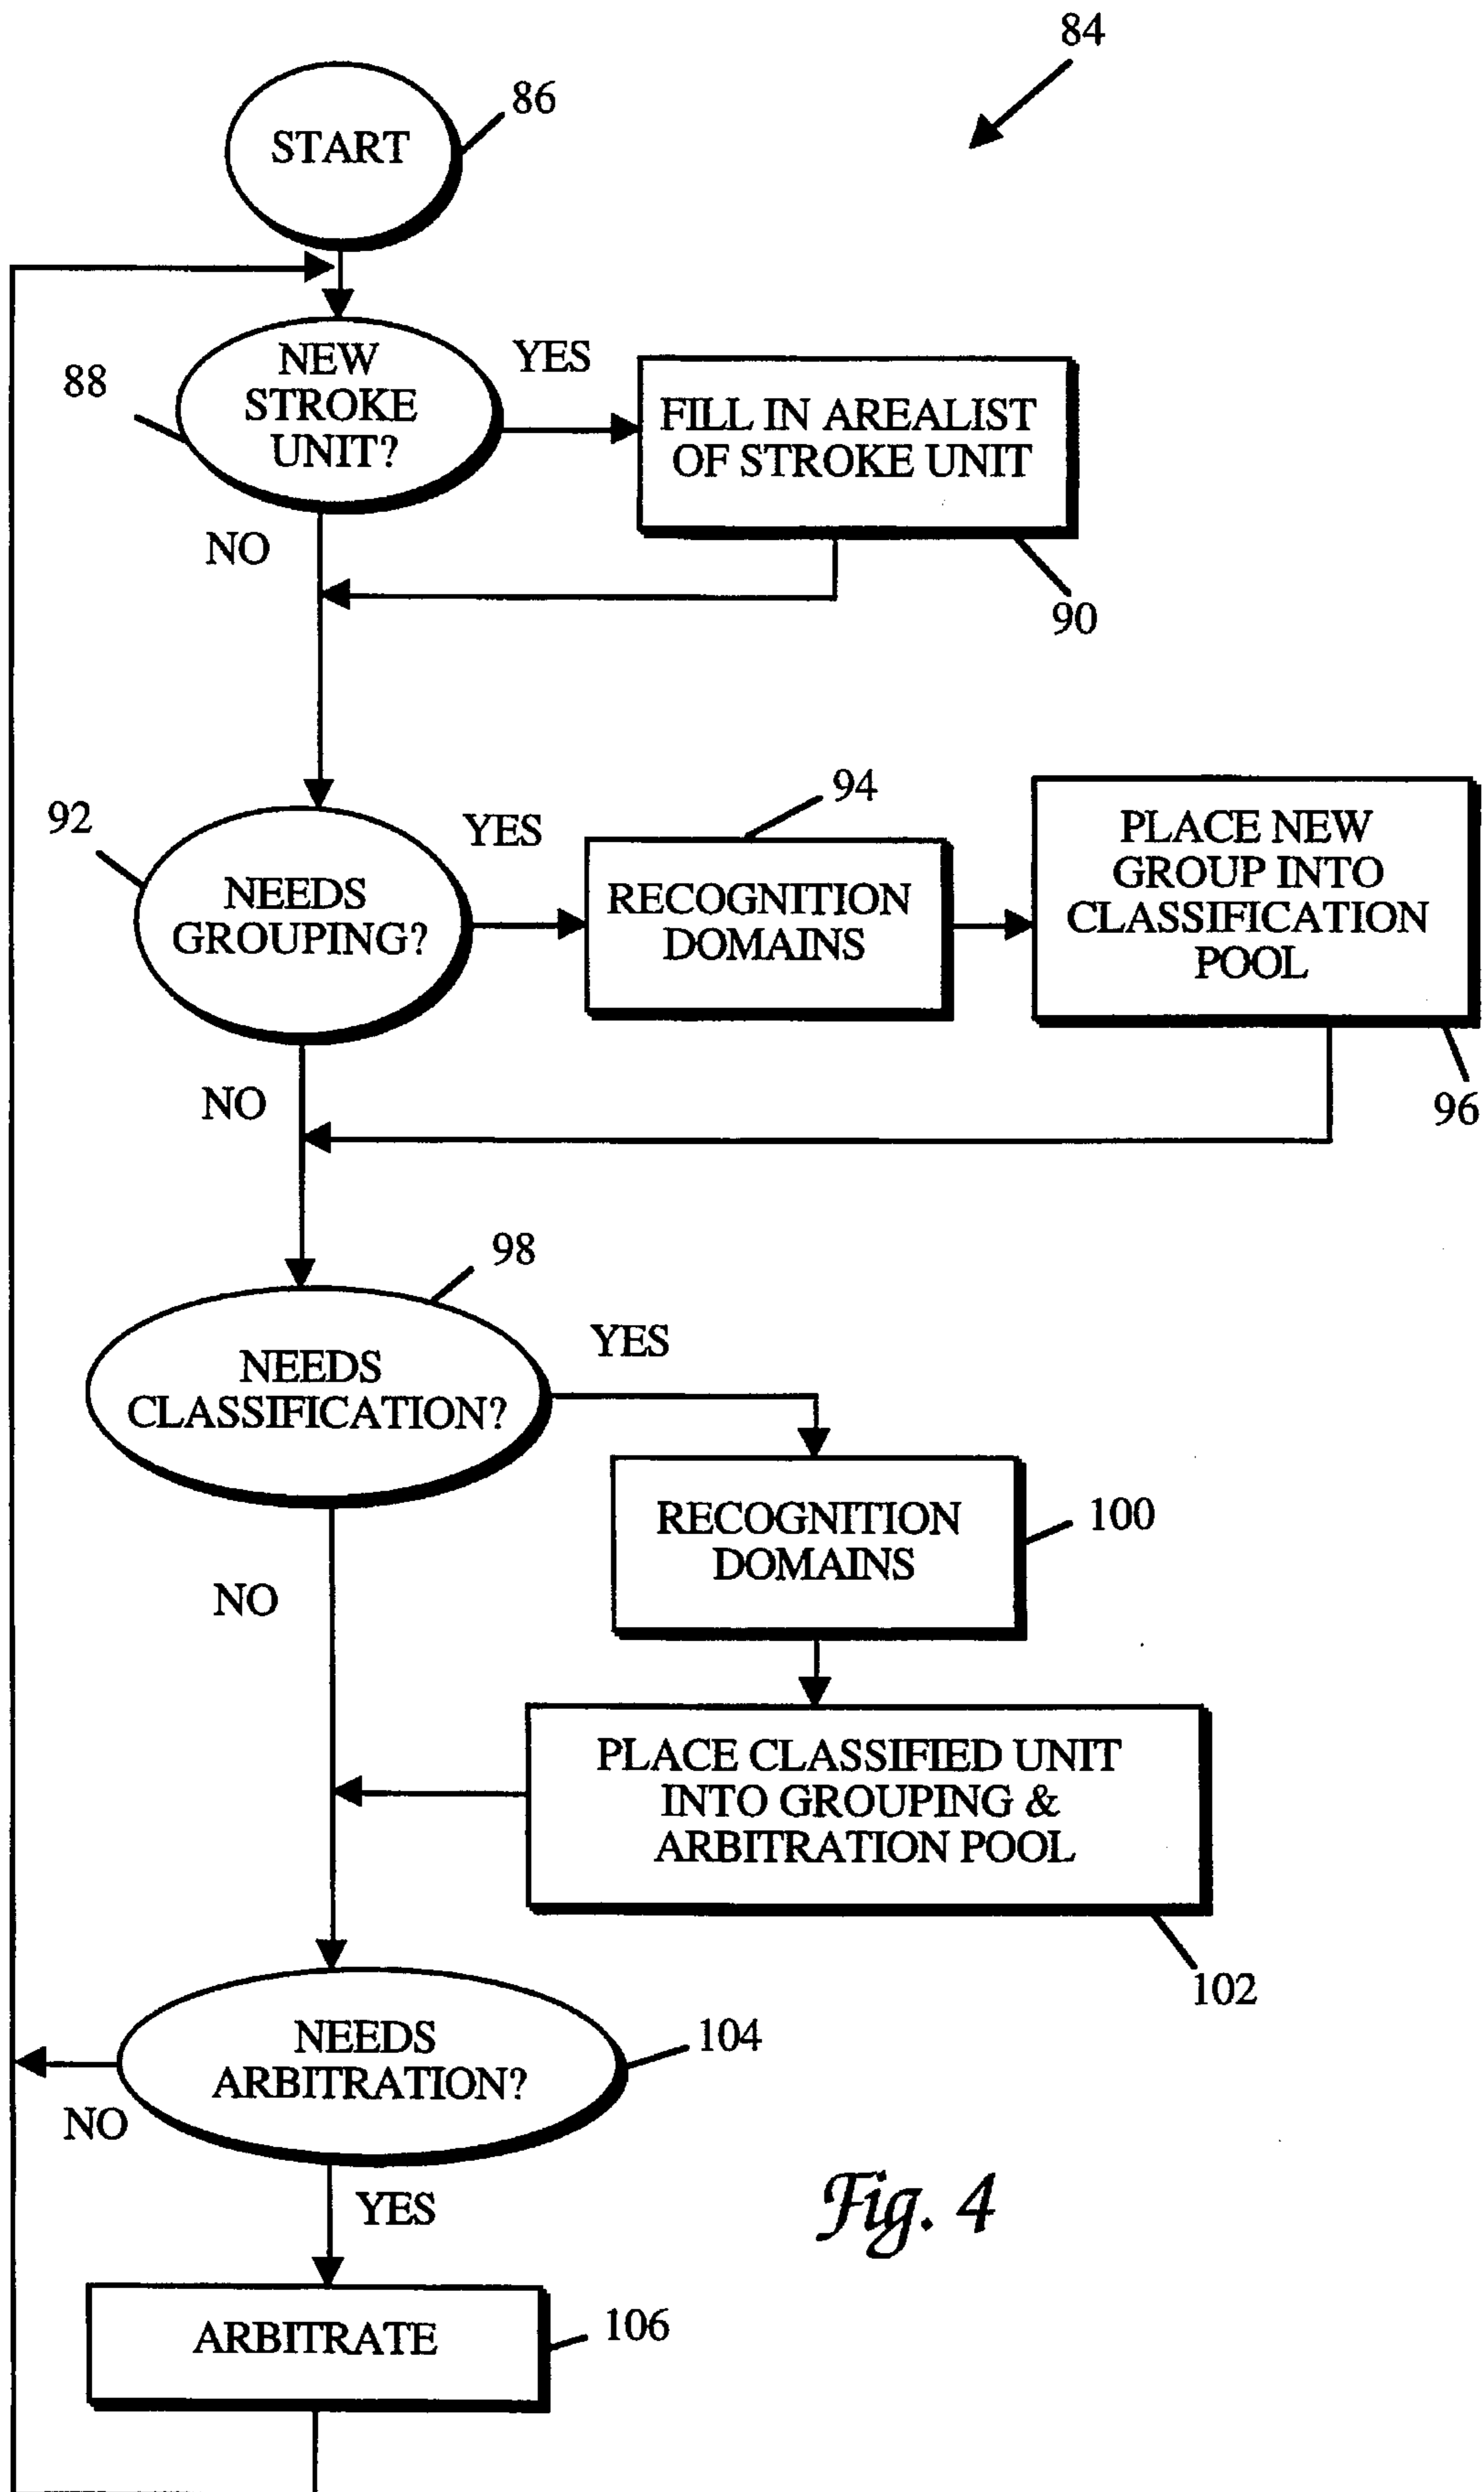 84
START
86
NEW
STROKE
UNIT?
88
YES
FILL IN AREALIST
OF STROKE UNIT
90
NO
92
NEEDS
GROUPING?
YES
94
RECOGNITION
DOMAINS
PLACE NEW
GROUP INTO
CLASSIFICATION
POOL
96
NO
98
NEEDS
CLASSIFICATION?
YES
RECOGNITION
DOMAINS
100
NO
PLACE CLASSIFIED UNIT
INTO GROUPING &
ARBITRATION POOL
102
NEEDS
ARBITRATION?
104
NO
YES
Fig. 4
ARBITRATE
106